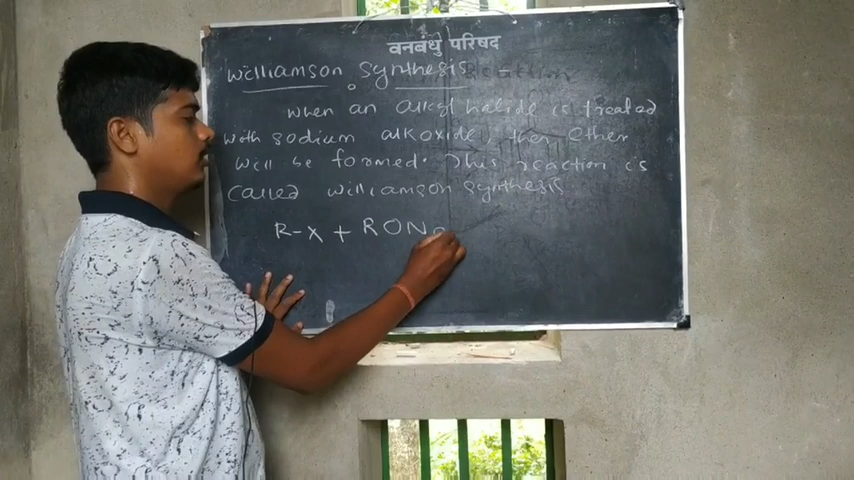 वनबंधु परिषद
Williamson Synthesis
When an alkyl halide is treated
with sodium alkoxide, then Ether
will be formed. This reaction is
called williamson synthesis
R-X + RONa